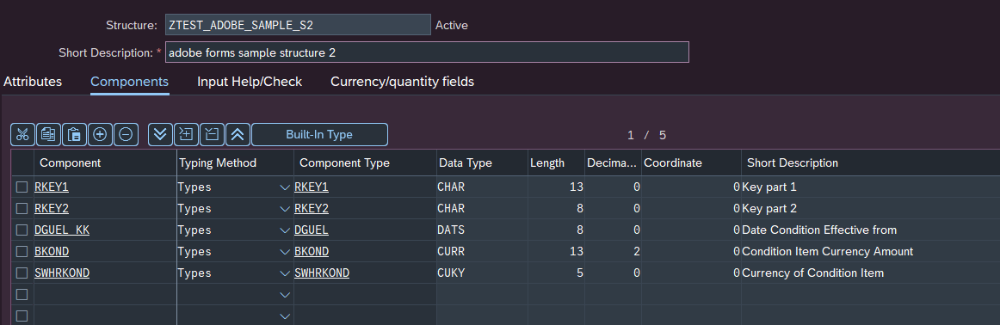 Structure: ZTEST_ADOBE_SAMPLE_S2 Active
Short Description: * adobe forms sample structure 2
Attributes Components Input Help/Check Currency/quantity fields
Built-In Type 1 / 5
Component Typing Method Component Type Data Type Length Decima... Coordinate Short Description
RKEY1 Types RKEY1 CHAR 13 0 0 Key part 1
RKEY2 Types RKEY2 CHAR 8 0 0 Key part 2
DGUEL_KK Types DGUEL DATS 8 0 0 Date Condition Effective from
BKOND Types BKOND CURR 13 2 0 Condition Item Currency Amount
SWHRKOND Types SWHRKOND CUKY 5 0 0 Currency of Condition Item